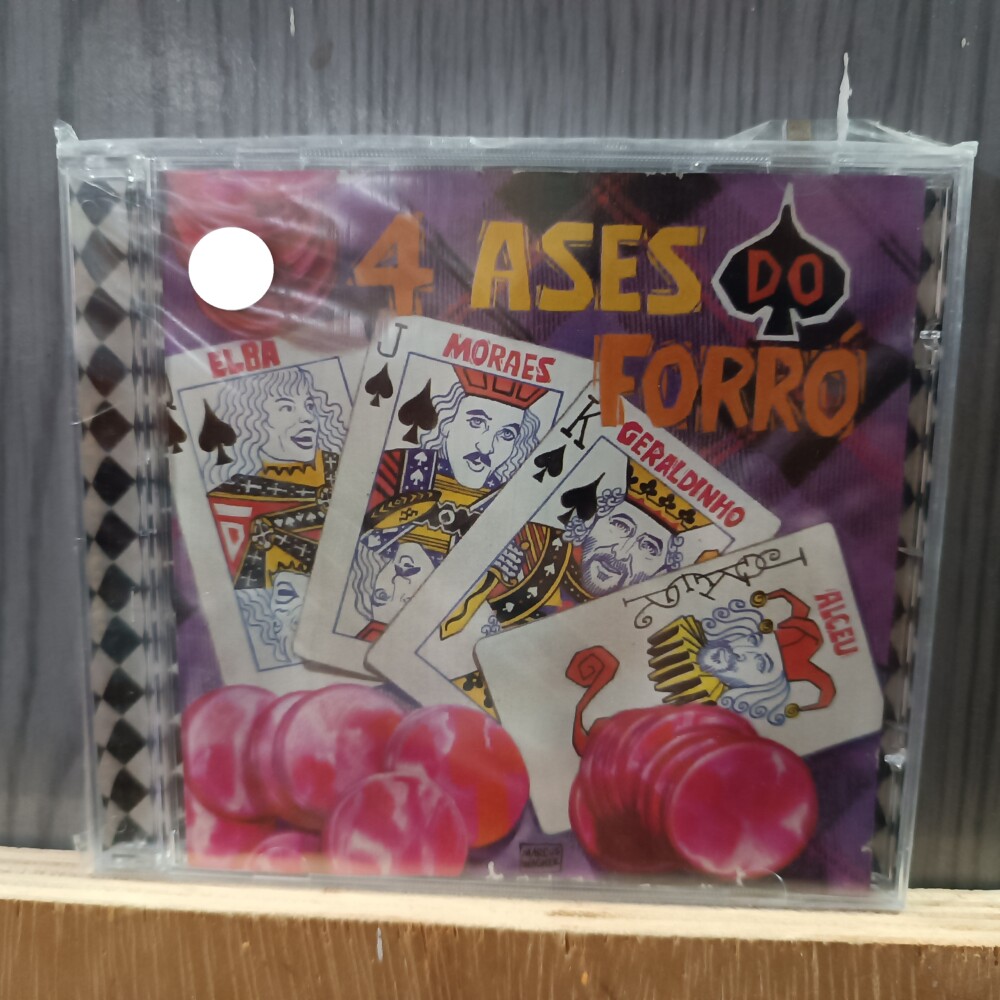 4 ASES DO
FORRÓ
ELBA
J
MORAES
K
GERALDINHO
ALCEU